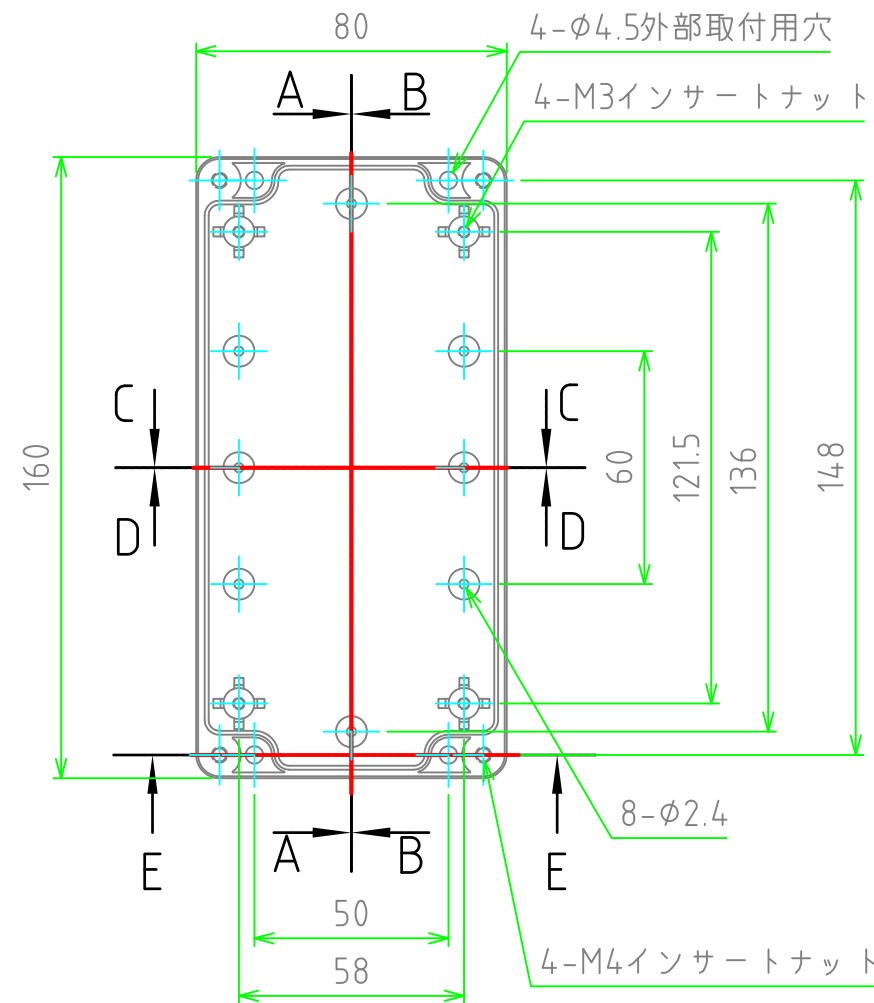 80
4-φ4.5外部取付用穴
A B
4-M3インサートナット
C C
160
60
121.5
136
148
D D
8-φ2.4
A B
E E
50
4-M4インサートナット
58